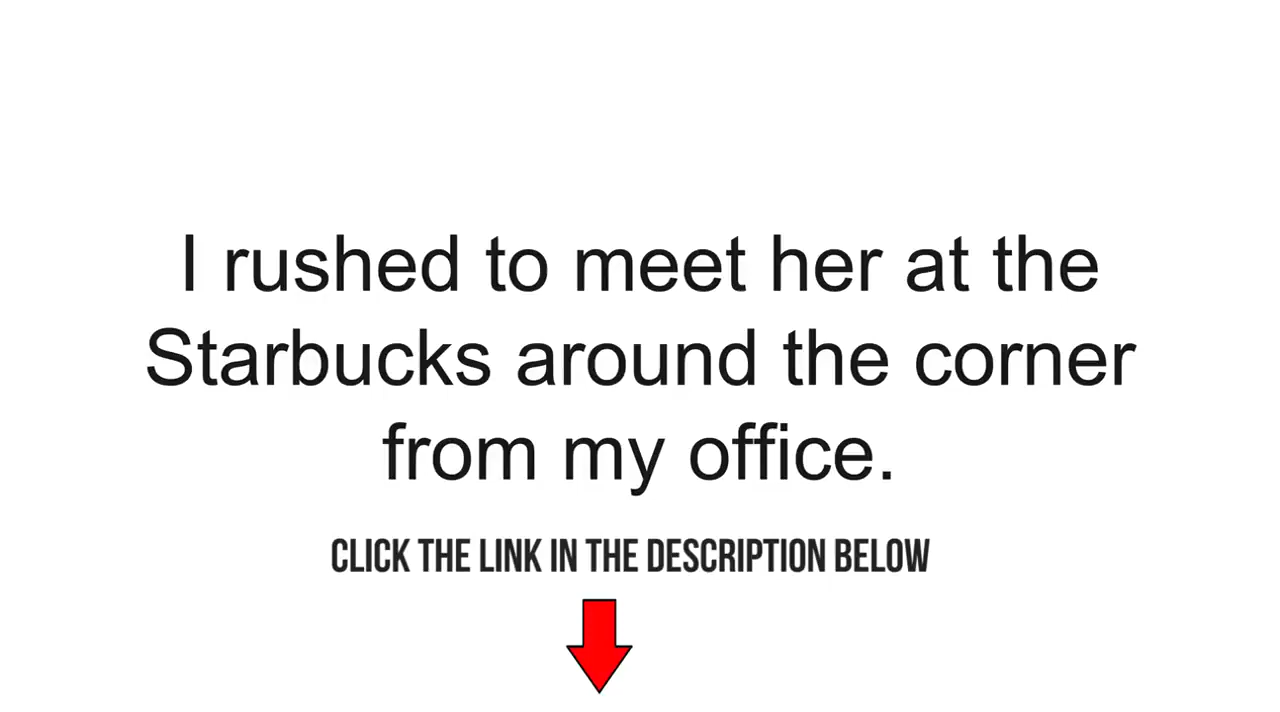 I rushed to meet her at the
Starbucks around the corner
from my office.
CLICK THE LINK IN THE DESCRIPTION BELOW